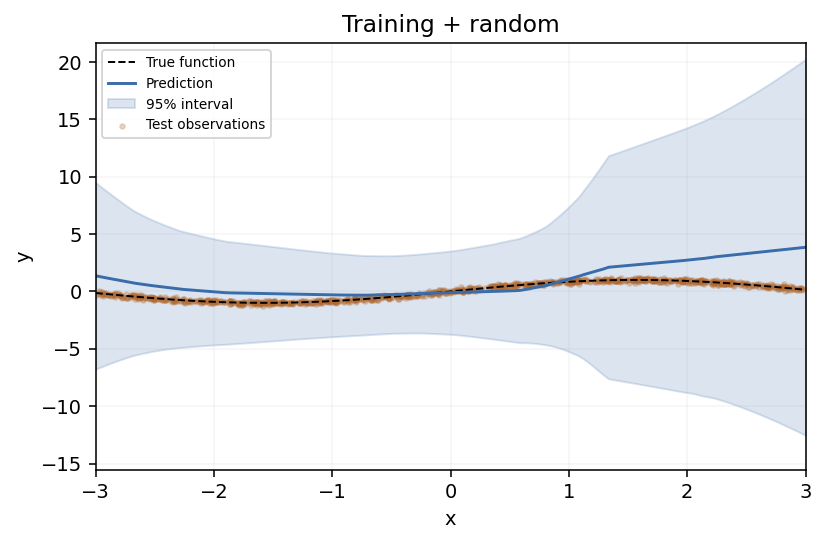 Training + random
True function
Prediction
95% interval
Test observations
20
15
10
5
0
−5
−10
−15
y
−3
−2
−1
0
1
2
3
x